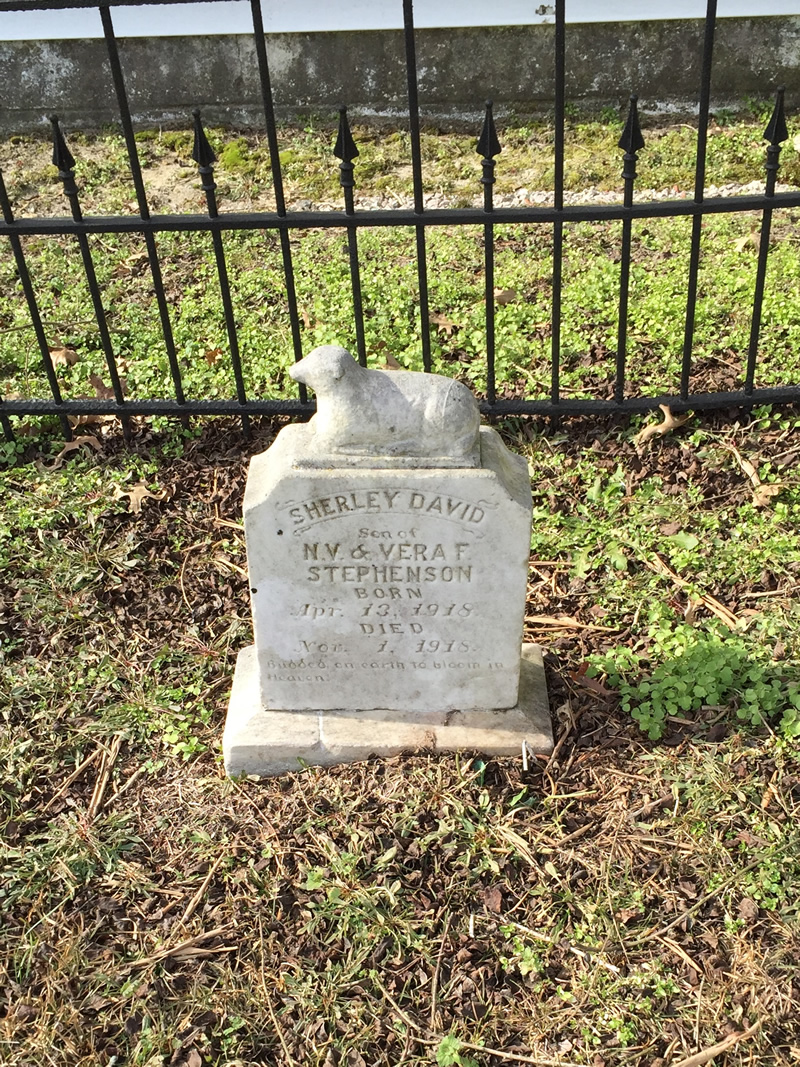 SHERLEY DAVID
Son of
N.V. & VERA F.
STEPHENSON
BORN
Apr. 13, 1918.
DIED
Nov. 1, 1918.
Budded on earth to bloom in
Heaven.